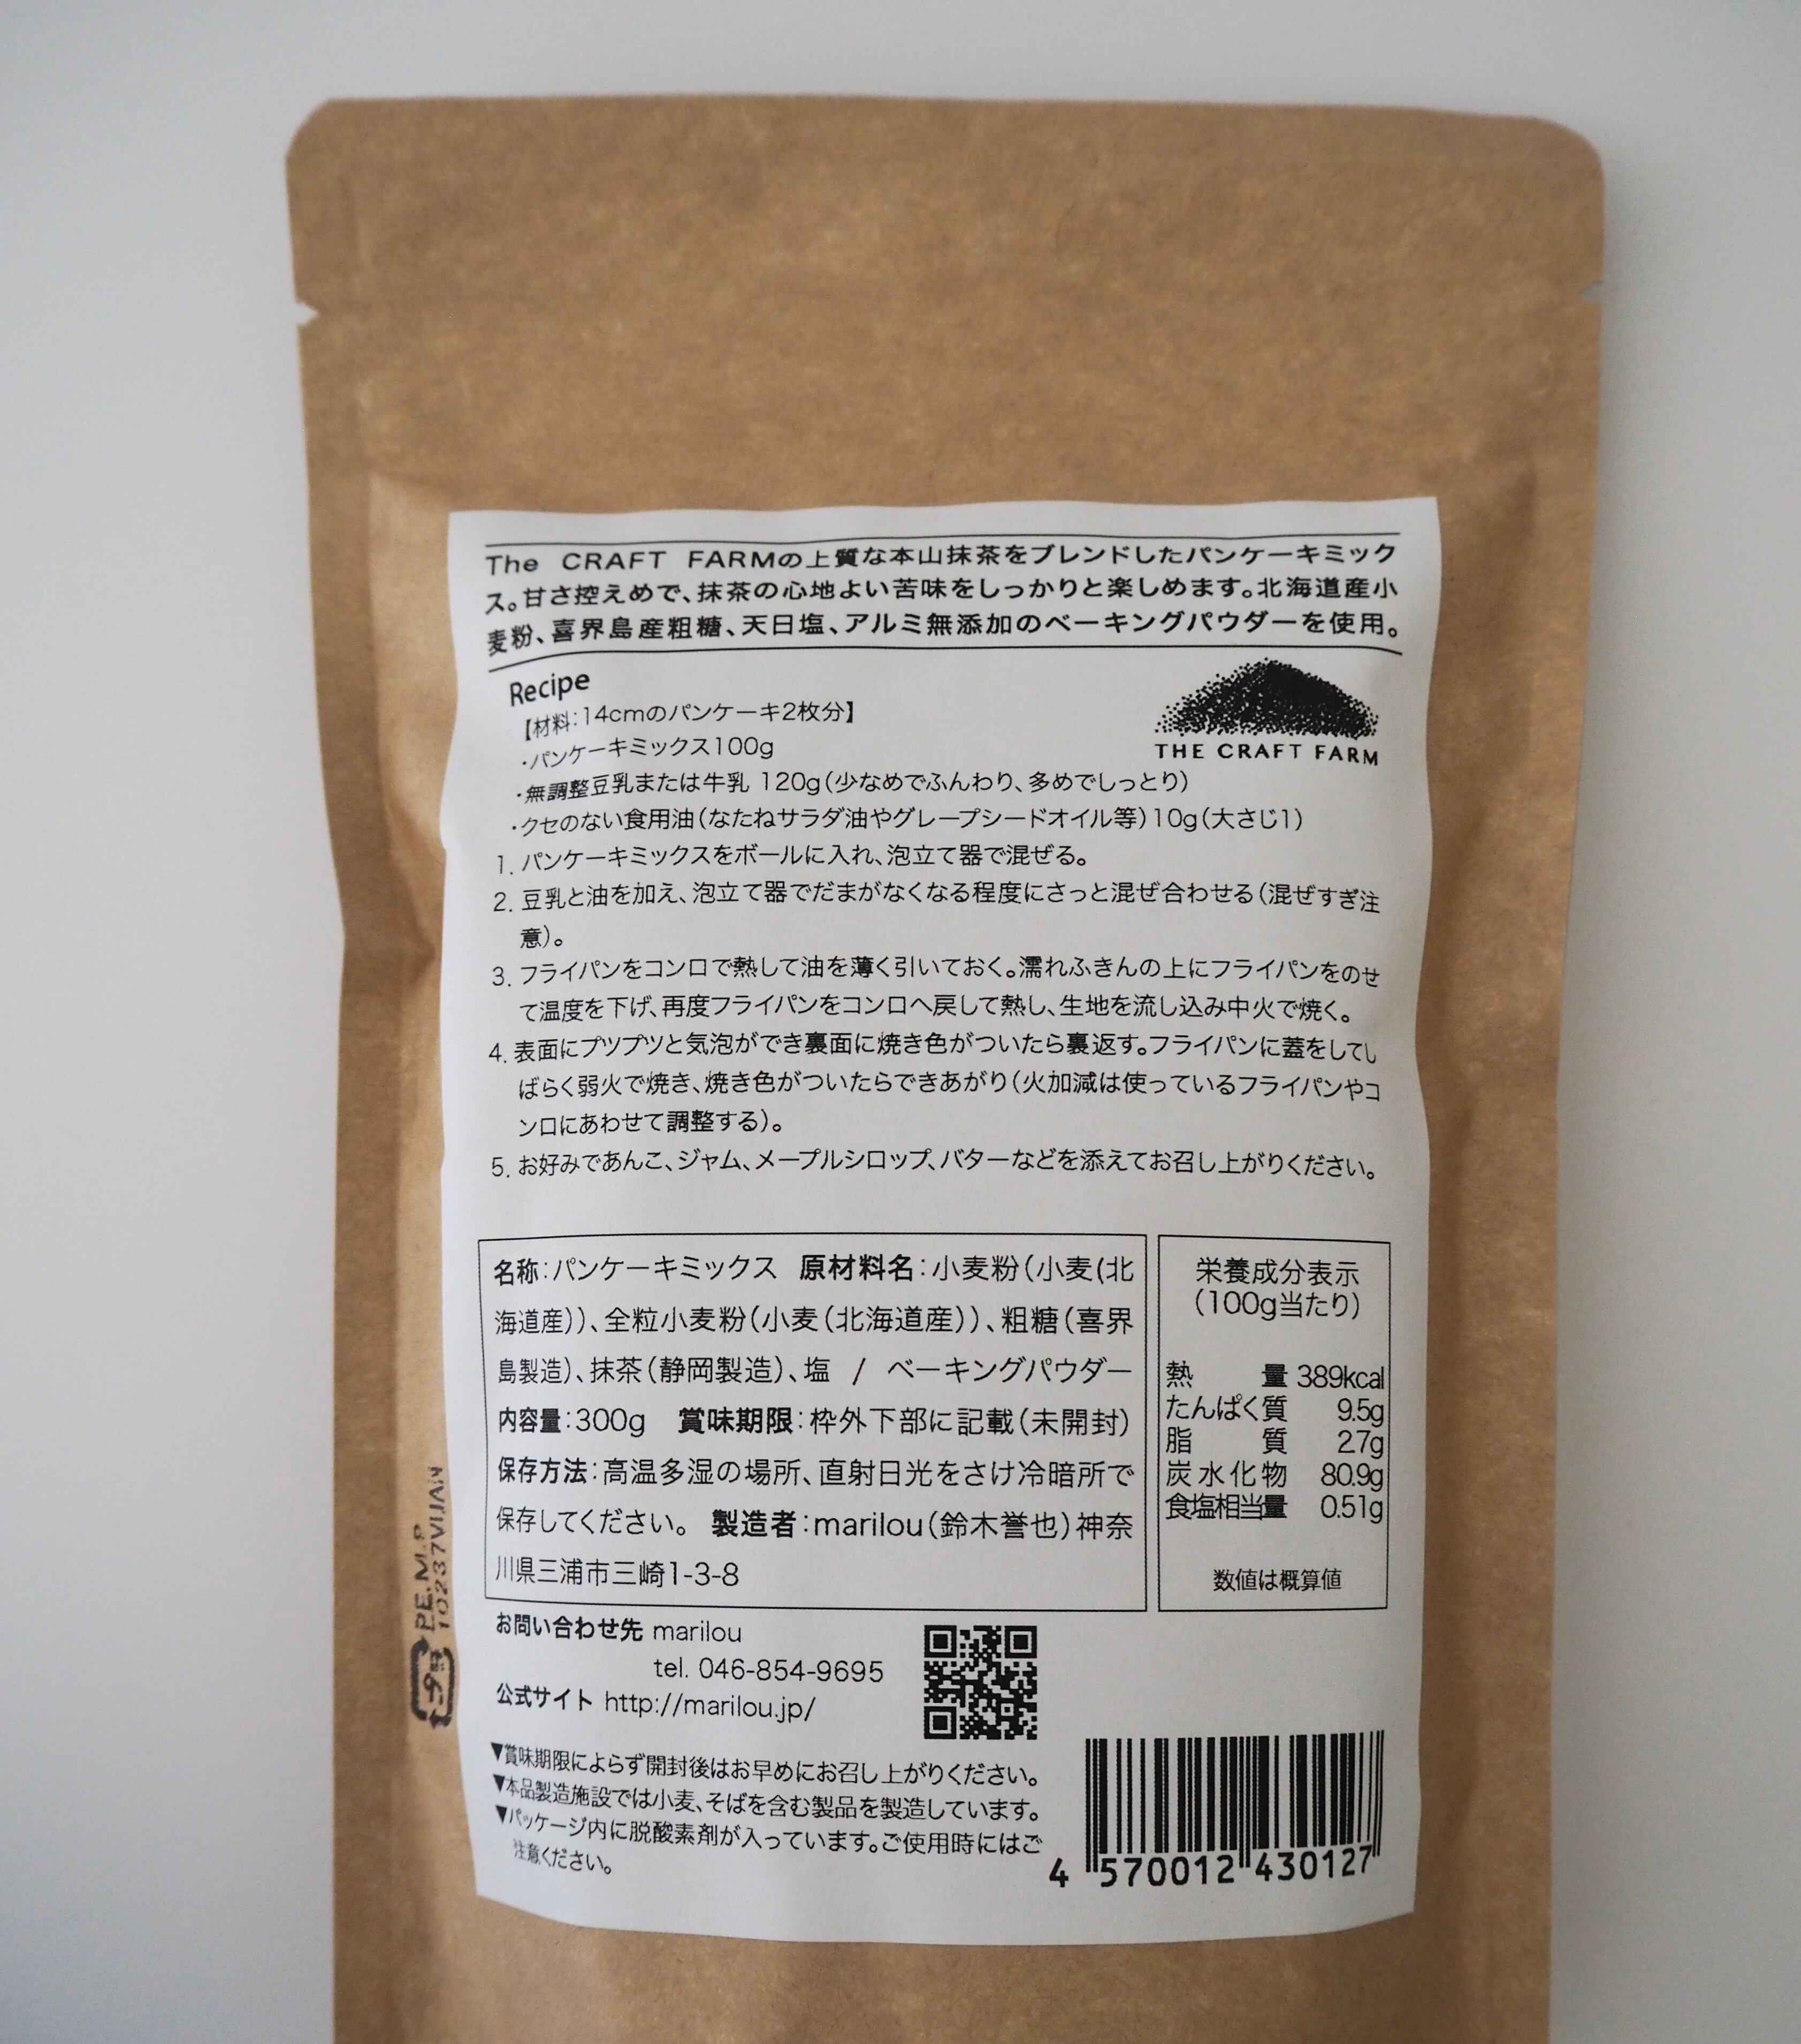 The CRAFT FARMの上質な本山抹茶をブレンドしたパンケーキミック
ス。甘さ控えめで、抹茶の心地よい苦味をしっかりと楽しめます。北海道産小
麦粉、喜界島産粗糖、天日塩、アルミ無添加のベーキングパウダーを使用。
Recipe
【材料:14cmのパンケーキ2枚分】
・パンケーキミックス100g
THE CRAFT FARM
・無調整豆乳または牛乳 120g(少なめでふんわり、多めでしっとり)
・クセのない食用油(なたねサラダ油やグレープシードオイル等)10g(大さじ1)
1. パンケーキミックスをボールに入れ、泡立て器で混ぜる。
2. 豆乳と油を加え、泡立て器でだまがなくなる程度にさっと混ぜ合わせる(混ぜすぎ注
意)。
3. フライパンをコンロで熱して油を薄く引いておく。濡れふきんの上にフライパンをのせ
て温度を下げ、再度フライパンをコンロへ戻して熱し、生地を流し込み中火で焼く。
4. 表面にプツプツと気泡ができ裏面に焼き色がついたら裏返す。フライパンに蓋をしてし
ばらく弱火で焼き、焼き色がついたらできあがり(火加減は使っているフライパンやコ
ンロにあわせて調整する)。
5. お好みであんこ、ジャム、メープルシロップ、バターなどを添えてお召し上がりください。
名称:パンケーキミックス 原材料名:小麦粉(小麦(北
海道産))、全粒小麦粉(小麦(北海道産))、粗糖(喜界
島製造)、抹茶(静岡製造)、塩 / ベーキングパウダー
内容量:300g 賞味期限:枠外下部に記載(未開封)
保存方法:高温多湿の場所、直射日光をさけ冷暗所で
保存してください。 製造者:marilou(鈴木誉也)神奈
川県三浦市三崎1-3-8
栄養成分表示
(100g当たり)
熱量 389kcal
たんぱく質 9.5g
脂質 2.7g
炭水化物 80.9g
食塩相当量 0.51g
数値は概算値
お問い合わせ先 marilou
tel. 046-854-9695
公式サイト http://marilou.jp/
▼賞味期限によらず開封後はお早めにお召し上がりください。
▼本品製造施設では小麦、そばを含む製品を製造しています。
▼パッケージ内に脱酸素剤が入っています。ご使用時にはご
注意ください。
4 570012 430127
PE.M.P
10237VIJAN